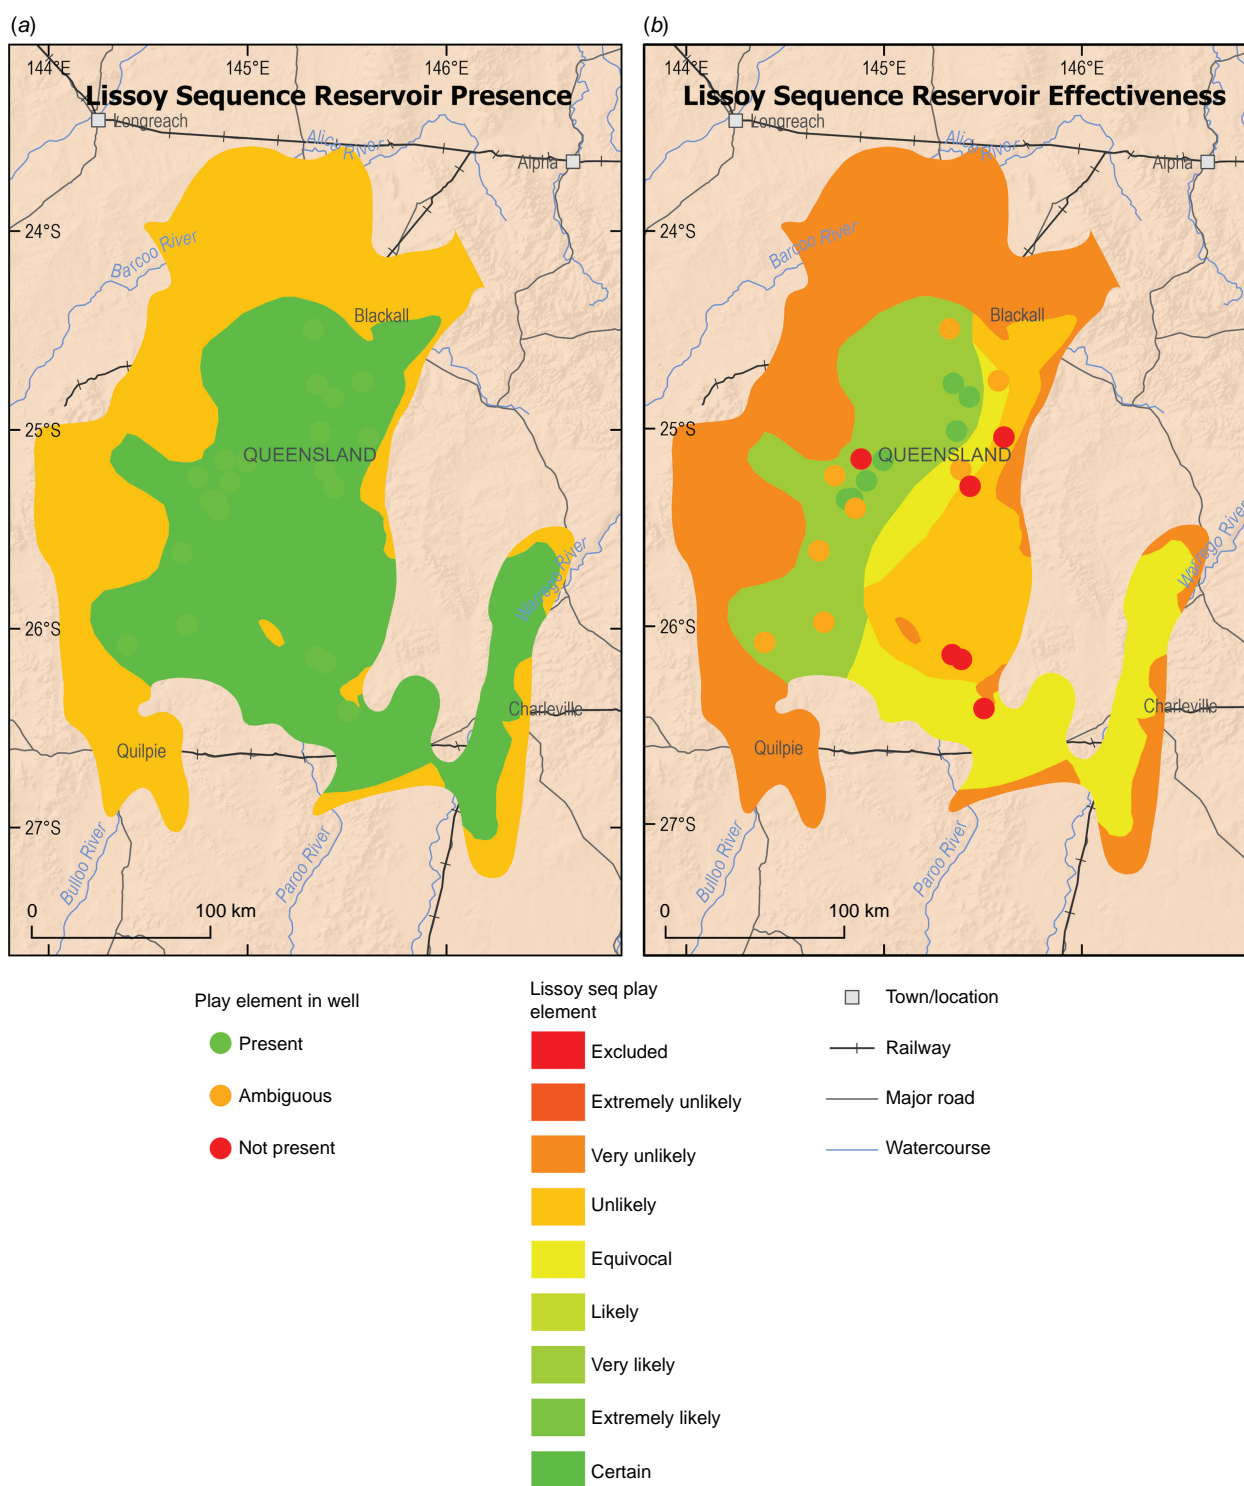 (a)
144°E 145°E 146°E
Lissoy Sequence Reservoir Presence
Longreach
Alice River
Alpha
24°S
Barcoo River
Blackall
25°S
QUEENSLAND
Warrego River
26°S
Charleville
Quilpie
27°S
Bulloo River
Paroo River
0 100 km
(b)
144°E 145°E 146°E
Lissoy Sequence Reservoir Effectiveness
Longreach
Alice River
Alpha
24°S
Barcoo River
Blackall
25°S
QUEENSLAND
Warrego River
26°S
Charleville
Quilpie
27°S
Bulloo River
Paroo River
0 100 km
Play element in well
Present
Ambiguous
Not present
Lissoy seq play
element
Excluded
Extremely unlikely
Very unlikely
Unlikely
Equivocal
Likely
Very likely
Extremely likely
Certain
Town/location
Railway
Major road
Watercourse